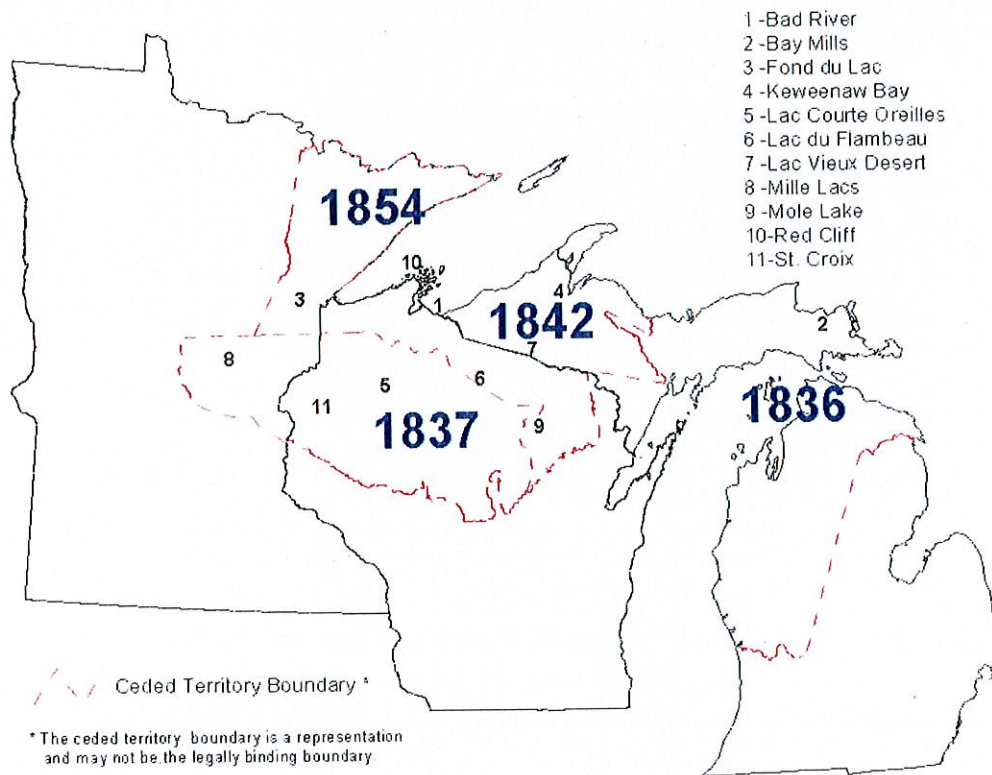 1 -Bad River
2 -Bay Mills
3 -Fond du Lac
4 -Keweenaw Bay
5 -Lac Courte Oreilles
6 -Lac du Flambeau
7 -Lac Vieux Desert
8 -Mille Lacs
9 -Mole Lake
10-Red Cliff
11-St. Croix
1854
10
3
1
4
1842
2
7
8
5
6
1836
11
1837
9
Ceded Territory Boundary *
* The ceded territory boundary is a representation
and may not be the legally binding boundary.